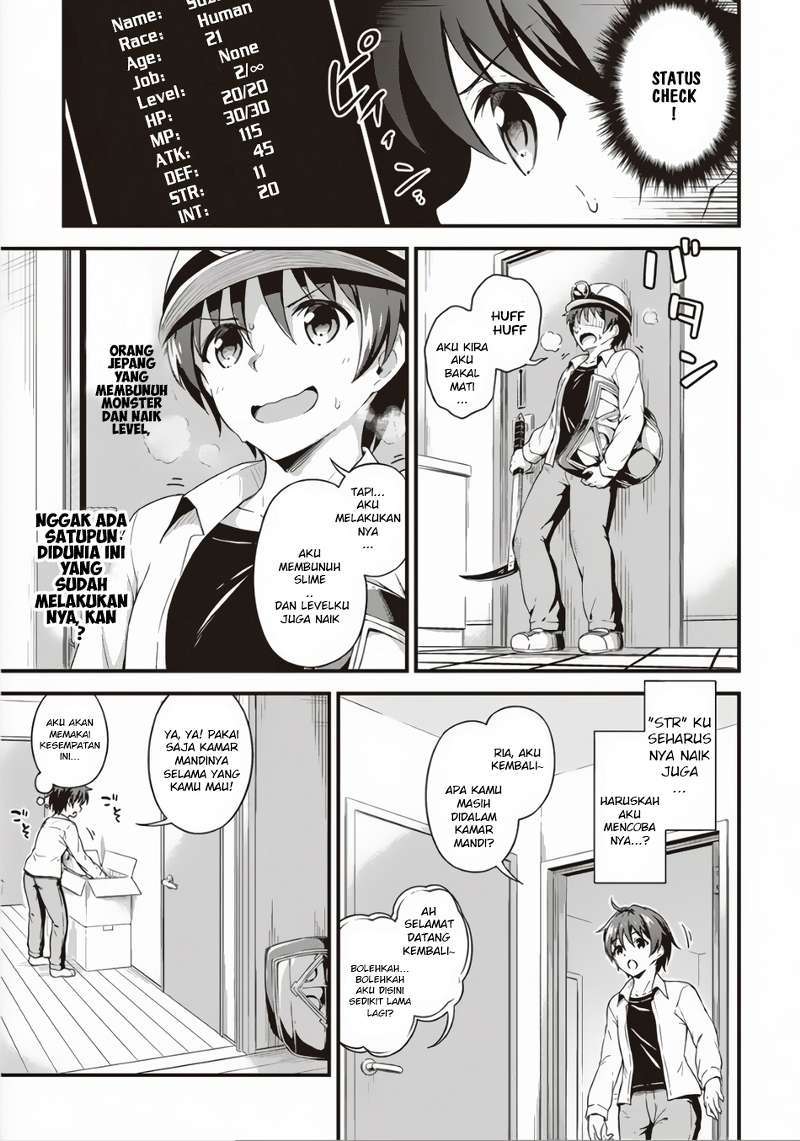 STATUS
CHECK
!
Name:
Race: Human
Age: 21
Job: None
Level: 2/∞
HP: 20/20
MP: 30/30
ATK: 115
DEF: 45
STR: 11
INT: 20
バタン
HUFF
HUFF
AKU KIRA
AKU
BAKAL
MATI
...
ORANG
JEPANG
YANG
MEMBUNUH
MONSTER
DAN NAIK
LEVEL,
TAPI...
AKU
MELAKUKAN
NYA
...
AKU
MEMBUNUH
SLIME
..
DAN LEVELKU
JUGA NAIK
NGGAK ADA
SATUPUN
DIDUNIA INI
YANG
SUDAH
MELAKUKAN
NYA, KAN
?
"STR" KU
SEHARUS
NYA NAIK
JUGA
...
HARUSKAH
AKU
MENCOBA
NYA...?
RIA, AKU
KEMBALI~
APA KAMU
MASIH
DIDALAM
KAMAR
MANDI?
AH
SELAMAT
DATANG
KEMBALI~
BOLEHKAH...
BOLEHKAH
AKU DISINI
SEDIKIT LAMA
LAGI?
YA, YA! PAKAI
SAJA KAMAR
MANDINYA
SELAMA YANG
KAMU MAU!
AKU AKAN
MEMAKAI
KESEMPATAN
INI...